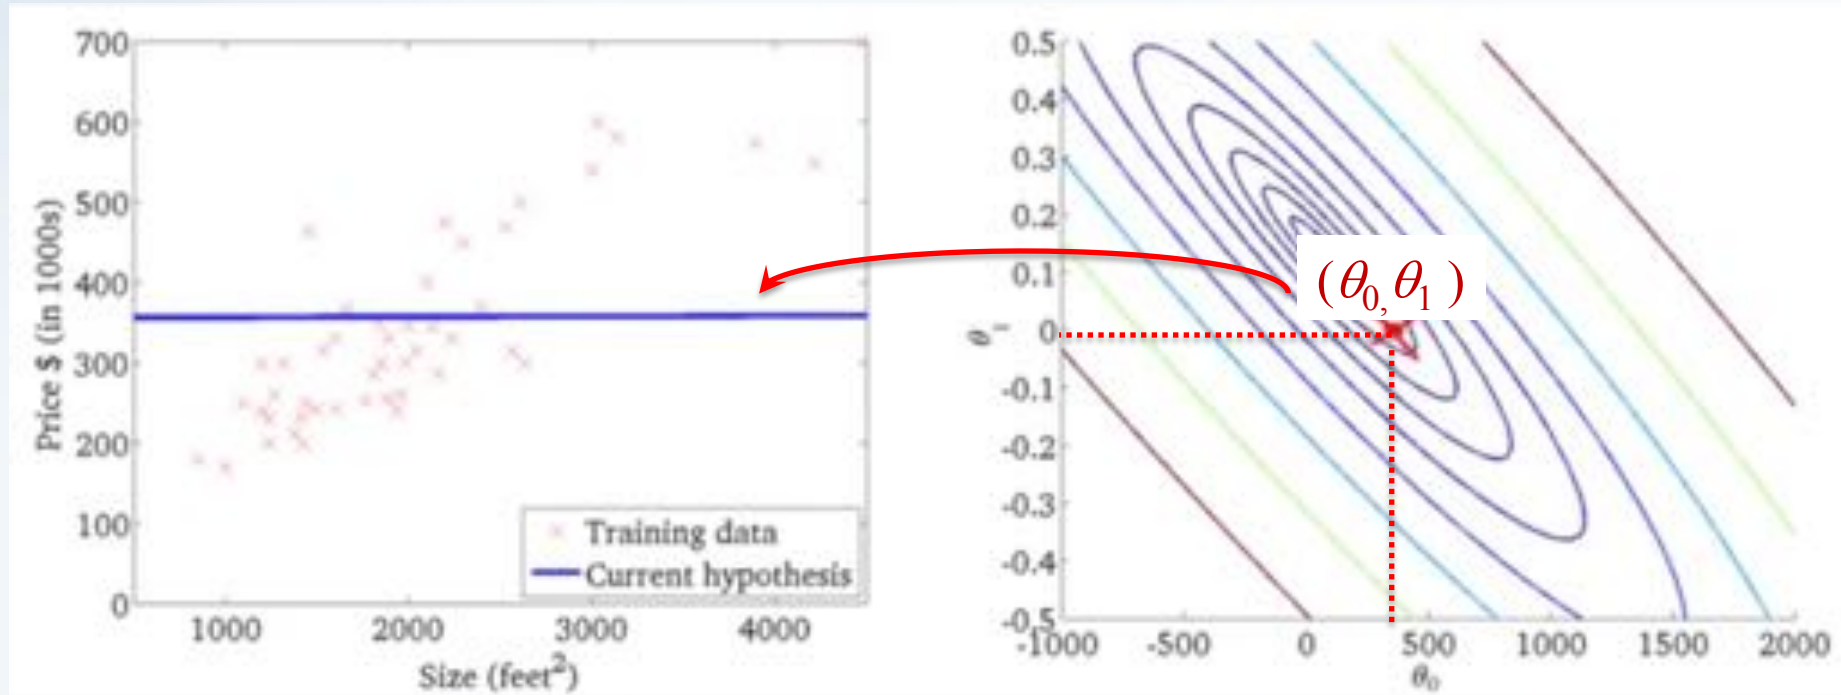 700
600
500
400
300
200
100
0
Price $ (in 1000s)
1000 2000 3000 4000
Size (feet²)
Training data
Current hypothesis
0.5
0.4
0.3
0.2
0.1
0
-0.1
-0.2
-0.3
-0.4
-0.5
θ₁
(θ₀, θ₁ )
-1000 -500 0 500 1000 1500 2000
θ₀